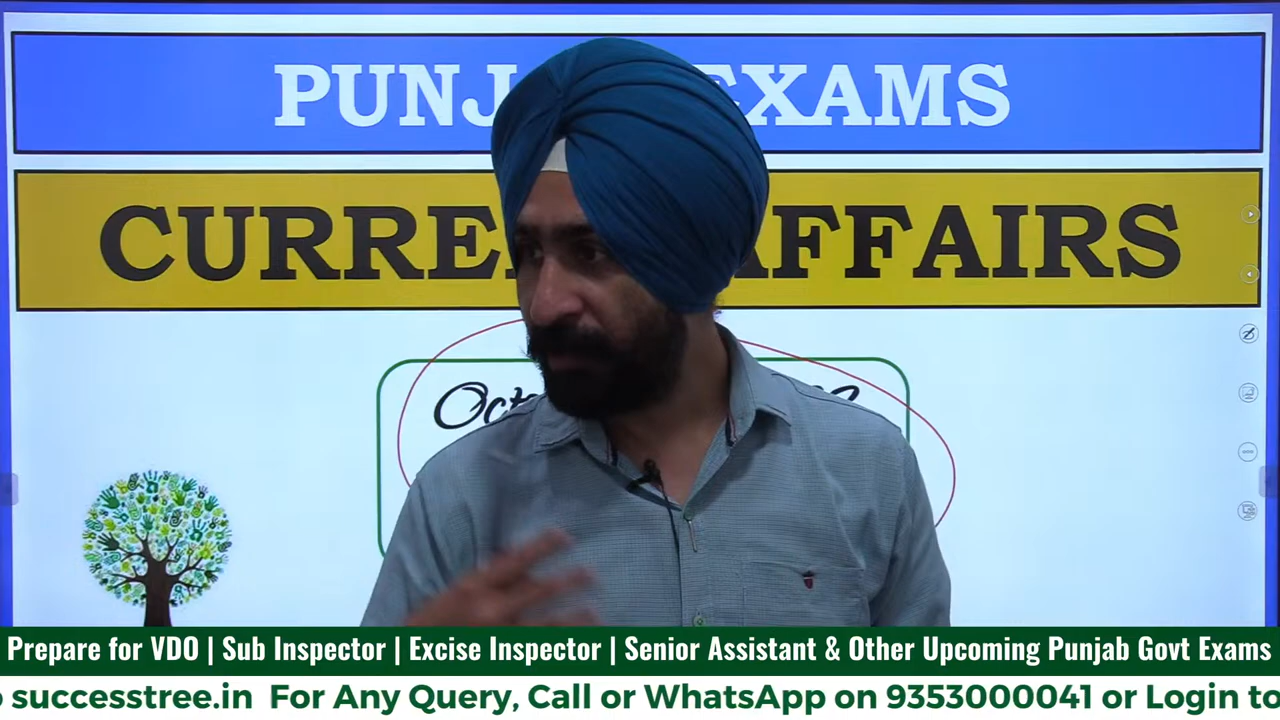 PUNJ EXAMS
CURRE AFFAIRS
Oct
Prepare for VDO | Sub Inspector | Excise Inspector | Senior Assistant & Other Upcoming Punjab Govt Exams
successtree.in For Any Query, Call or WhatsApp on 9353000041 or Login to